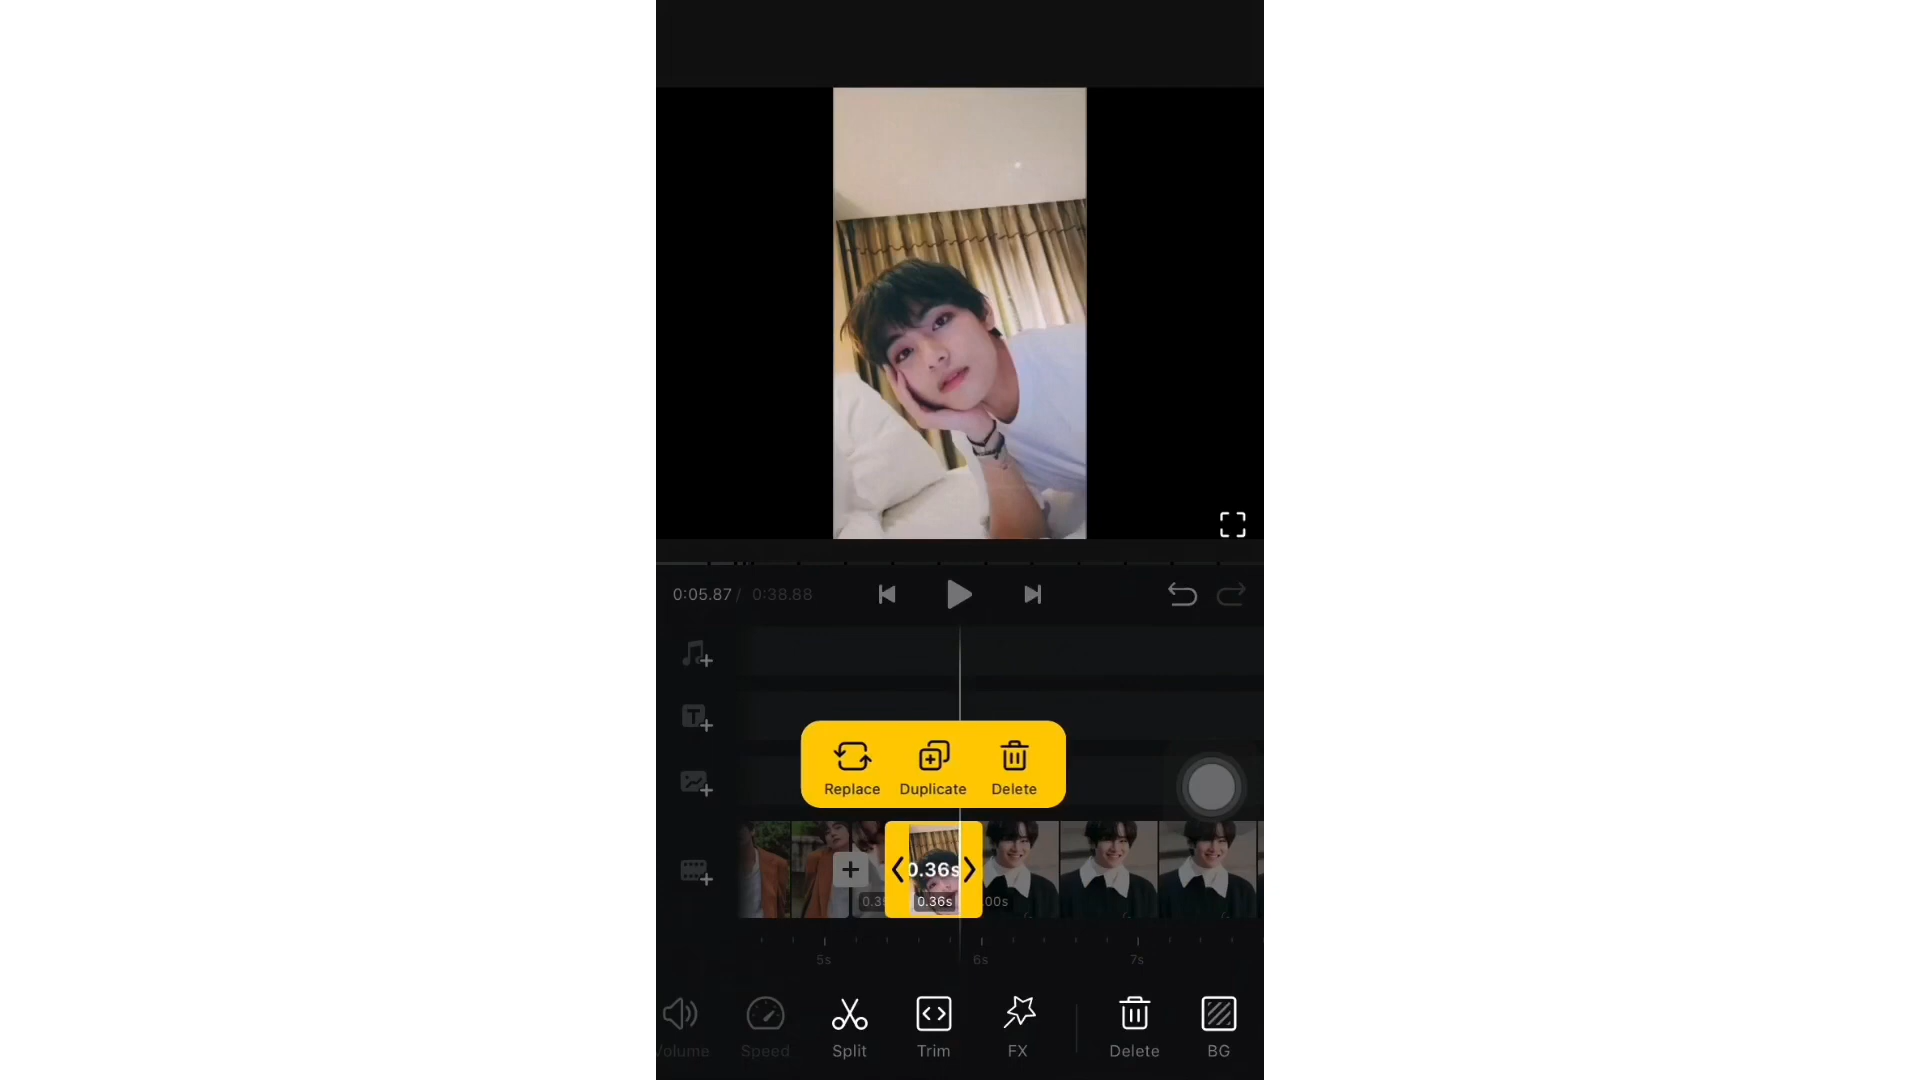 0:05.87 / 0:38.88
Replace Duplicate Delete
0.36s
0.36s
.00s
5s 6s 7s
Volume Speed Split Trim FX Delete BG